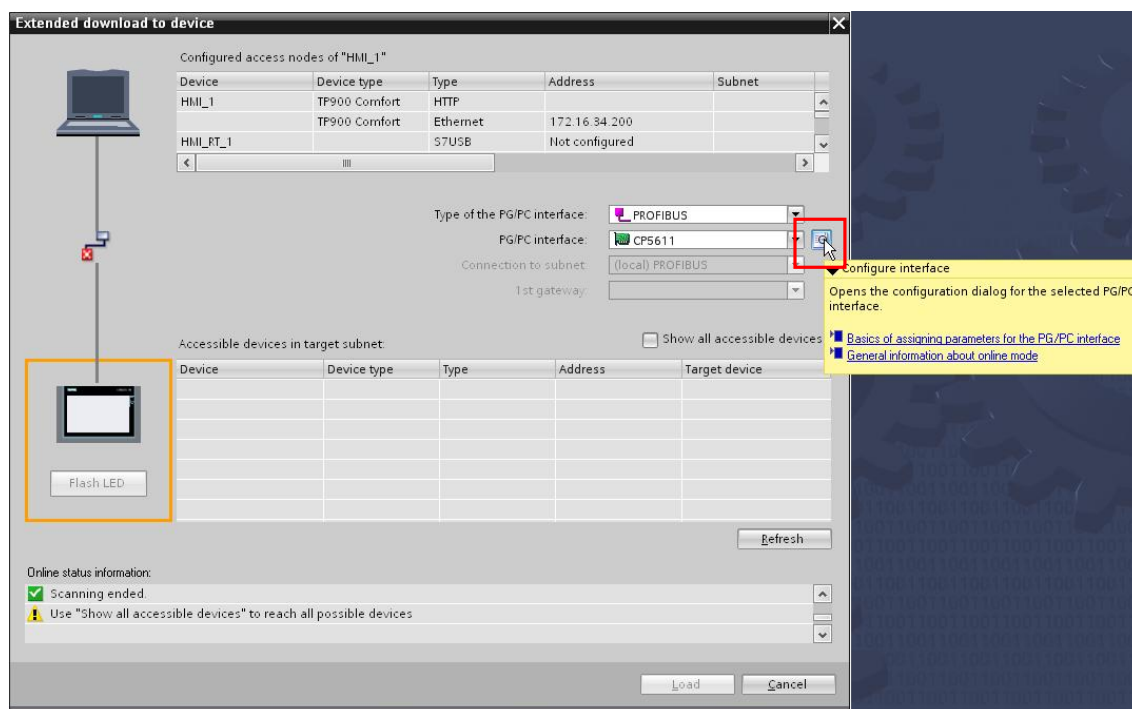 Extended download to device
Configured access nodes of "HMI_1"
Device Device type Type Address Subnet
HMI_1 TP900 Comfort HTTP
TP900 Comfort Ethernet 172.16.34.200
HMI_RT_1 S7USB Not configured
Type of the PG/PC interface: PROFIBUS
PG/PC interface: CP5611
Connection to subnet: (local) PROFIBUS
1st gateway:
Configure interface
Opens the configuration dialog for the selected PG/PC
interface.
Basics of assigning parameters for the PG/PC interface
General information about online mode
Accessible devices in target subnet:
Show all accessible devices
Device Device type Type Address Target device
Flash LED
Refresh
Online status information:
Scanning ended.
Use "Show all accessible devices" to reach all possible devices
Load Cancel